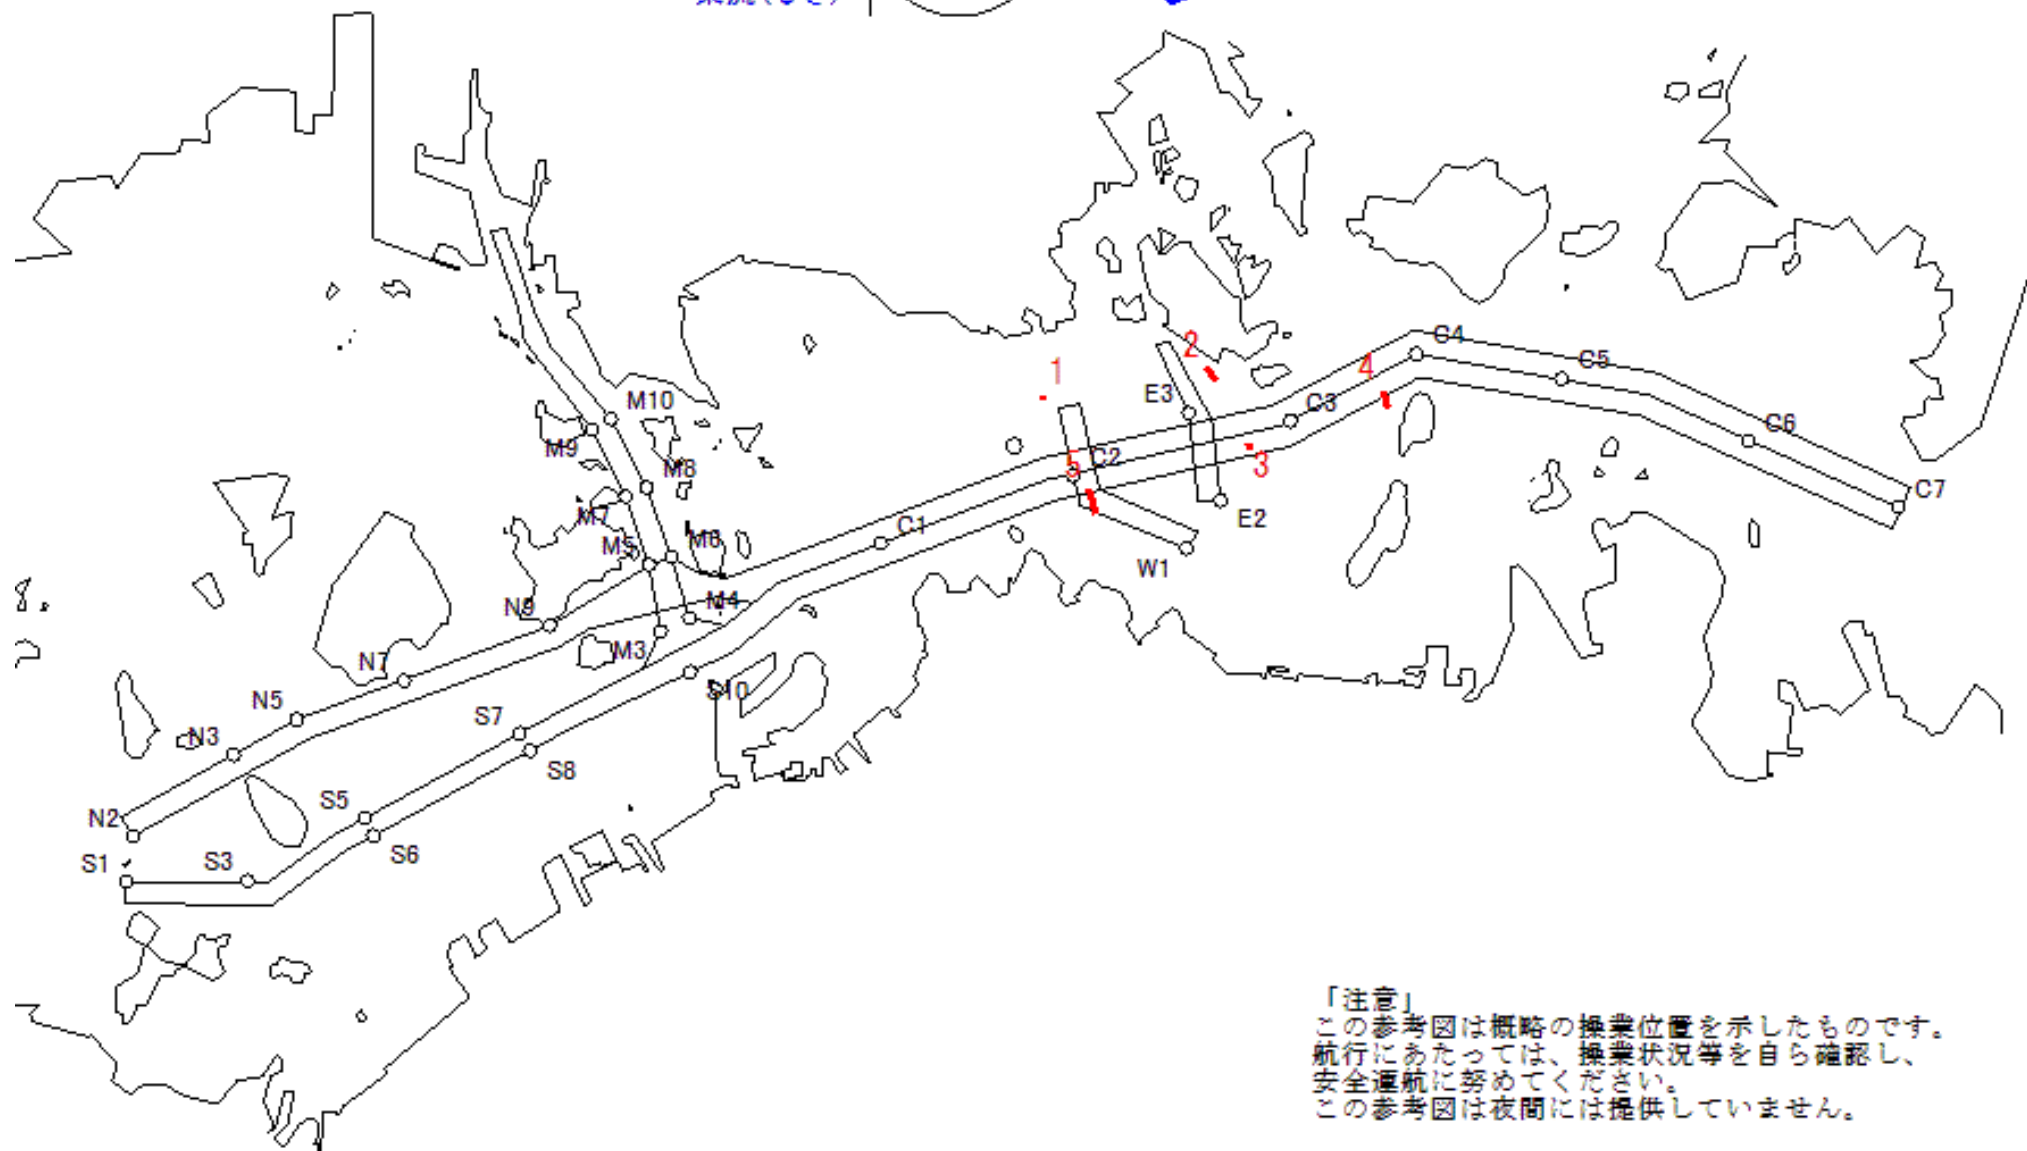 1
2
4
C4
C5
E3
C3
M10
M9
M8
5
C2
3
C6
C7
M7
C1
E2
M5
M6
W1
N9
M4
M3
N7
S10
N5
S7
N3
S8
S5
N2
S6
S1
S3
「注意」
この参考図は概略の操業位置を示したものです。
航行にあたっては、操業状況等を自ら確認し、
安全運航に努めてください。
この参考図は夜間には提供していません。